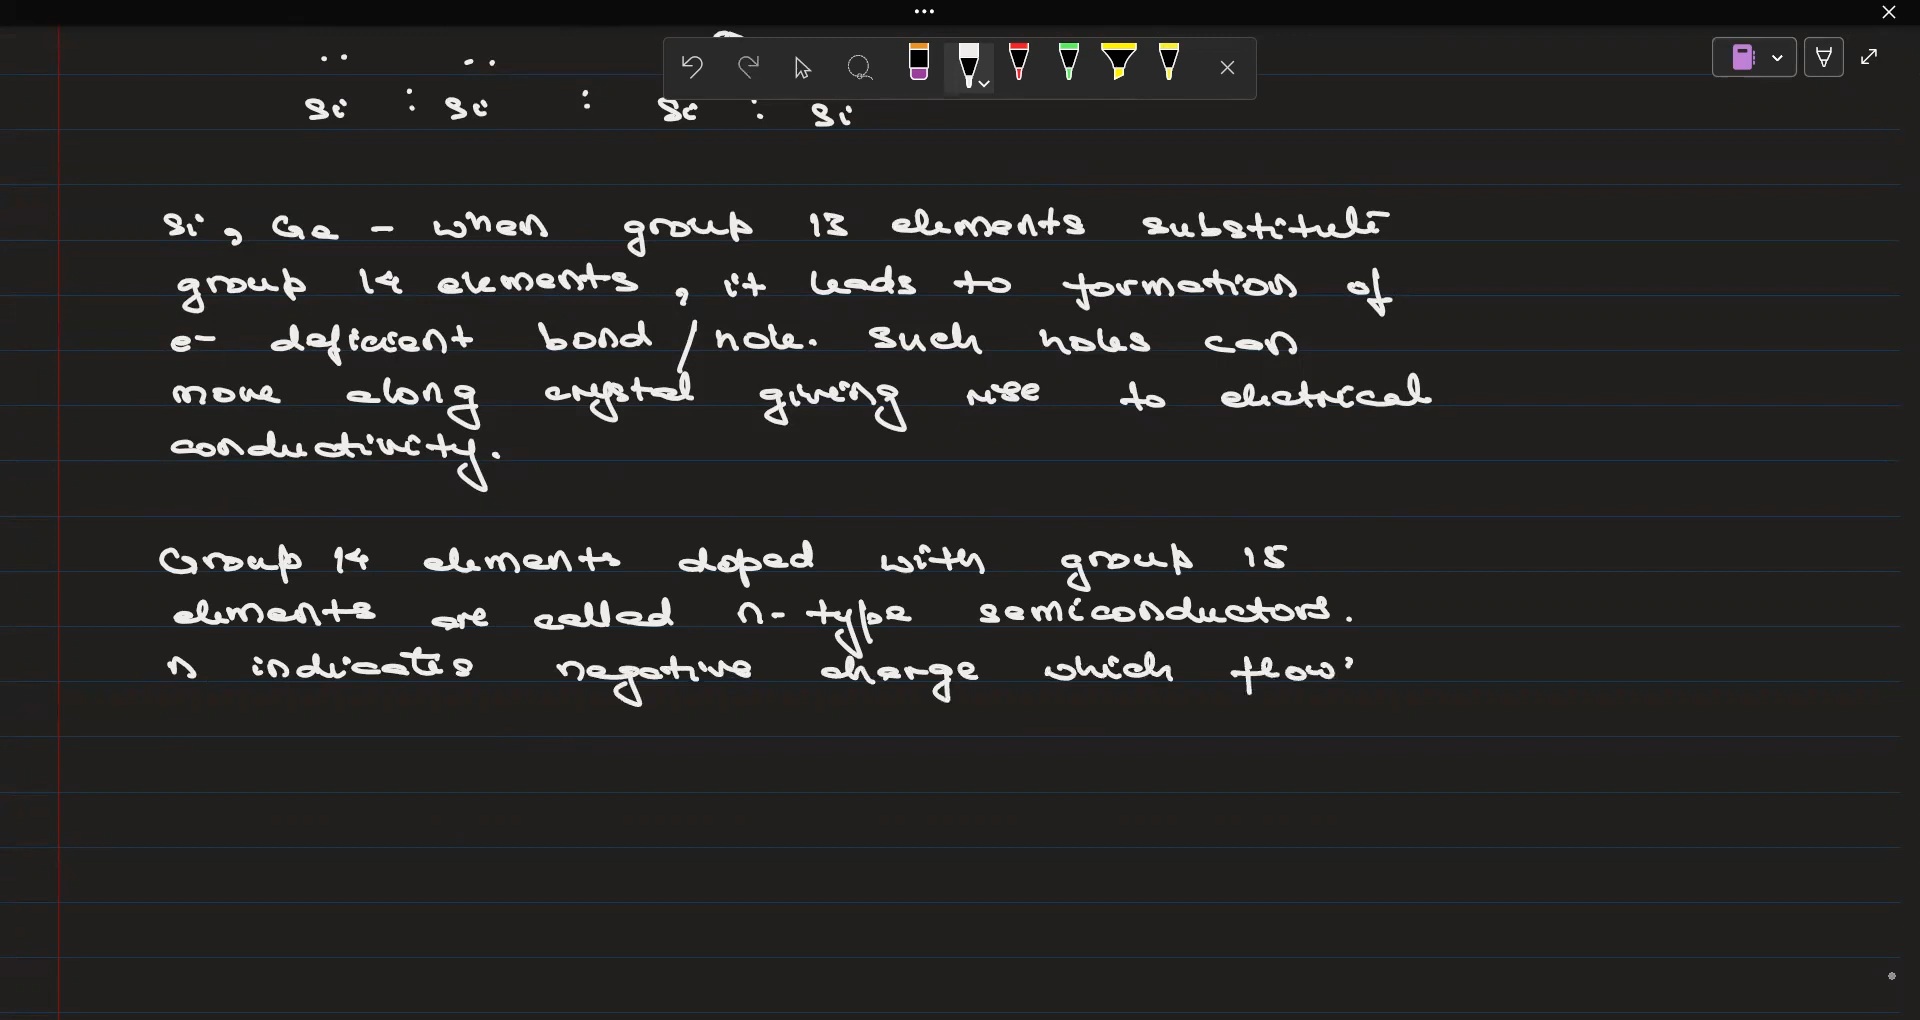 Si : Si : Si : Si
Si, Ge - when group 13 elements substitute
group 14 elements, it leads to formation of
e- deficient bond / hole. Such holes can
move along crystal giving rise to electrical
conductivity.
Group 14 elements doped with group 15
elements are called n-type semiconductors.
n indicates negative charge which flow